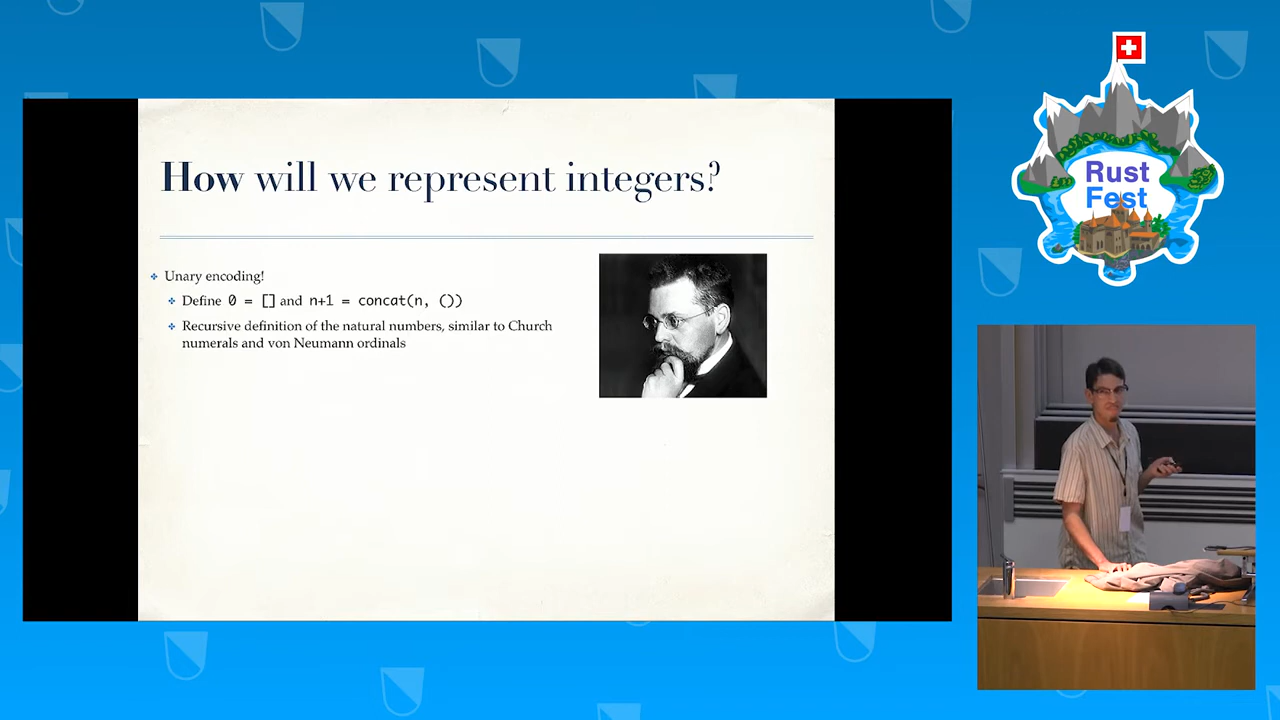 How will we represent integers?
Unary encoding!
Define 0 = [] and n+1 = concat(n, ())
Recursive definition of the natural numbers, similar to Church
numerals and von Neumann ordinals
Rust
Fest